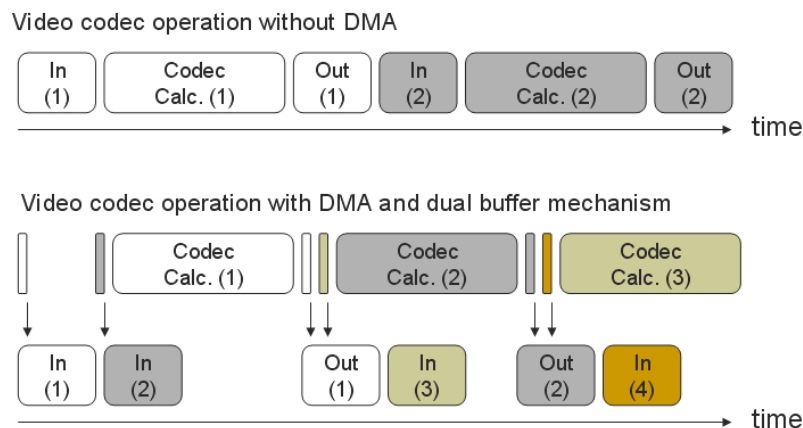 Video codec operation without DMA
In
(1)
Codec
Calc. (1)
Out
(1)
In
(2)
Codec
Calc. (2)
Out
(2)
time
Video codec operation with DMA and dual buffer mechanism
Codec
Calc. (1)
Codec
Calc. (2)
Codec
Calc. (3)
In
(1)
In
(2)
Out
(1)
In
(3)
Out
(2)
In
(4)
time